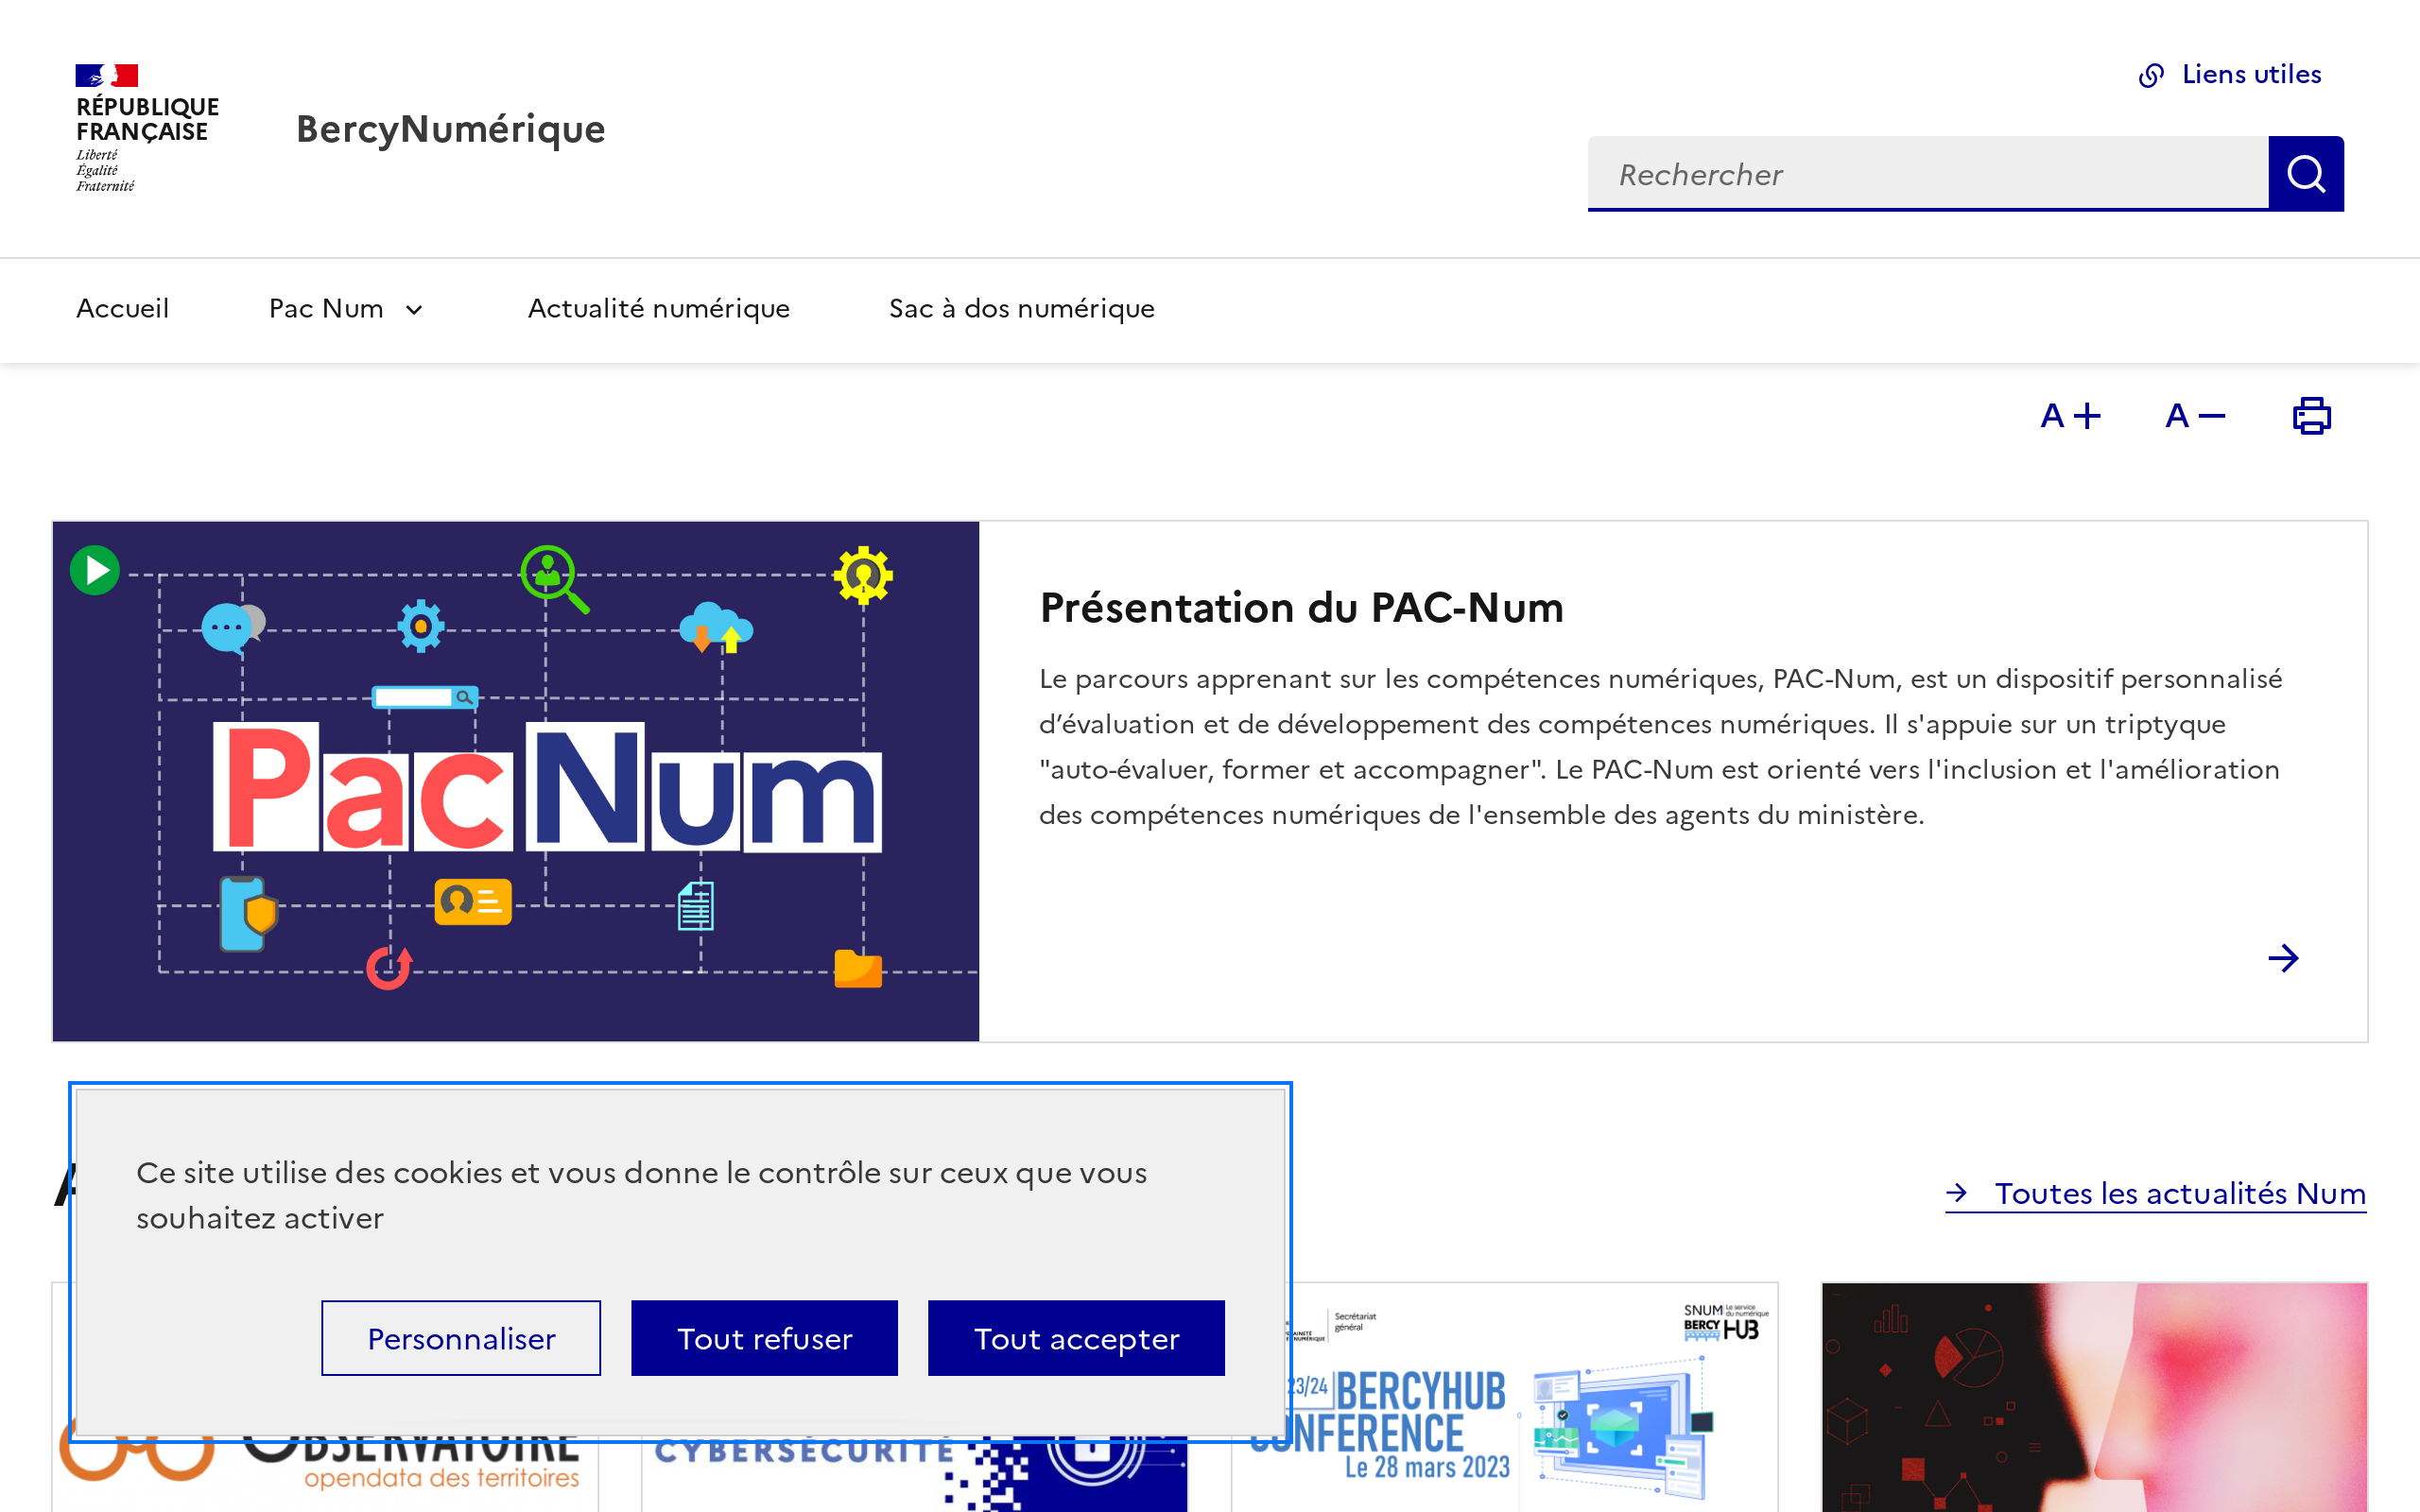 Liens utiles
RÉPUBLIQUE
FRANÇAISE
Liberté
Égalité
Fraternité
BercyNumérique
Rechercher
Accueil
Pac Num
Actualité numérique
Sac à dos numérique
A +
A −
PacNum
Présentation du PAC-Num
Le parcours apprenant sur les compétences numériques, PAC-Num, est un dispositif personnalisé
d’évaluation et de développement des compétences numériques. Il s'appuie sur un triptyque
"auto-évaluer, former et accompagner". Le PAC-Num est orienté vers l'inclusion et l'amélioration
des compétences numériques de l'ensemble des agents du ministère.
Ce site utilise des cookies et vous donne le contrôle sur ceux que vous
souhaitez activer
Personnaliser
Tout refuser
Tout accepter
Toutes les actualités Num
OBSERVATOIRE
opendata des territoires
CYBERSÉCURITÉ
Secrétariat
général
SNUM Le service
du numérique
BERCY HUB
23/24 BERCYHUB
CONFERENCE
Le 28 mars 2023